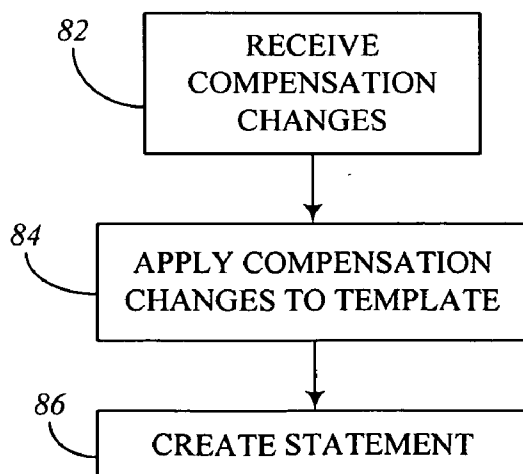 82
RECEIVE
COMPENSATION
CHANGES
84
APPLY COMPENSATION
CHANGES TO TEMPLATE
86
CREATE STATEMENT